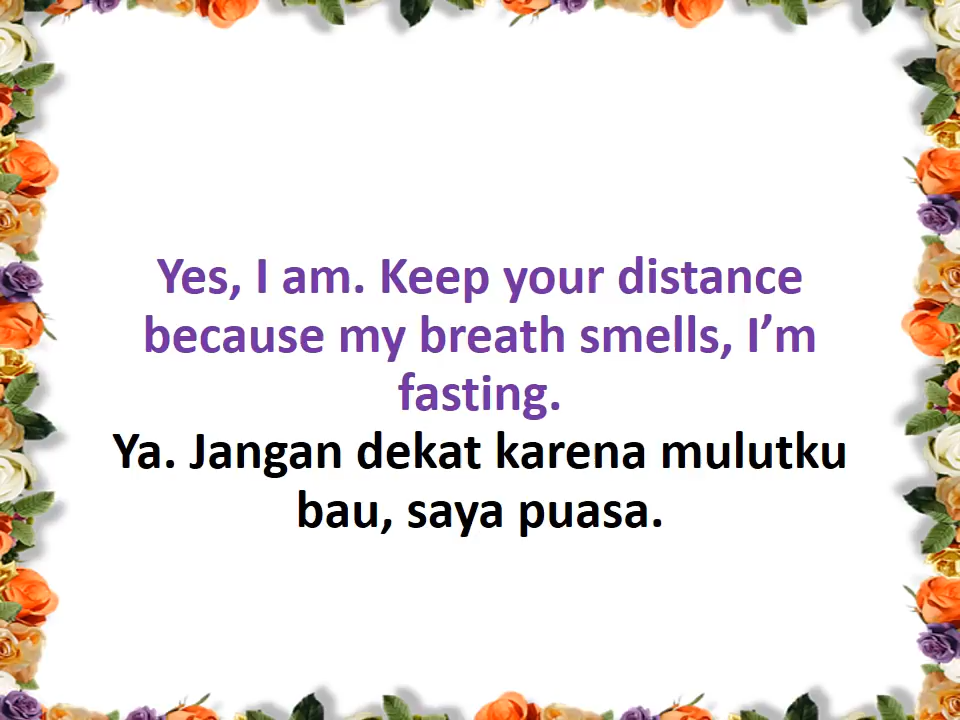 Yes, I am. Keep your distance
because my breath smells, I’m
fasting.
Ya. Jangan dekat karena mulutku
bau, saya puasa.